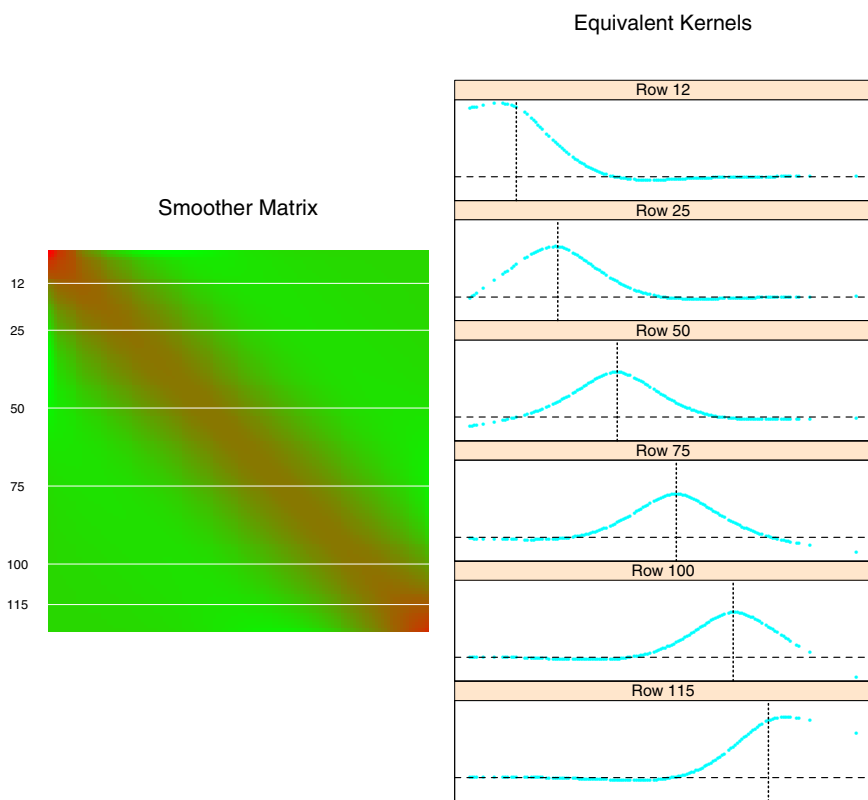 Equivalent Kernels
Row 12
Smoother Matrix
Row 25
12
25
Row 50
50
Row 75
75
Row 100
100
115
Row 115